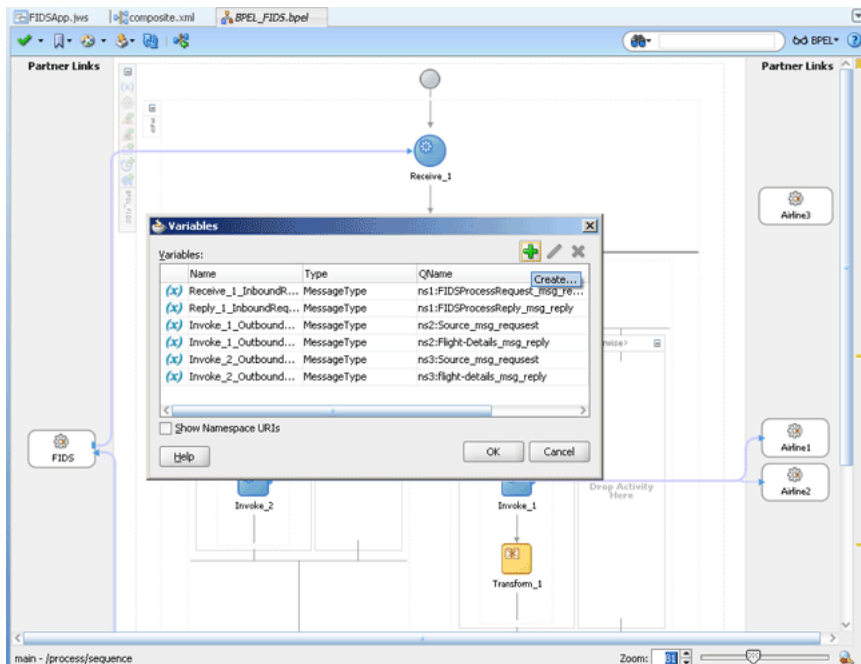 FIDSApp.jws composite.xml BPEL_FIDS.bpel
BPEL
Partner Links Partner Links
Receive_1
Airline3
Variables
Variables:
Create...
Name Type QName
(x) Receive_1_InboundR... MessageType ns1:FIDSProcessRequest_msg_re...
(x) Reply_1_InboundReq... MessageType ns1:FIDSProcessReply_msg_reply
(x) Invoke_1_Outbound... MessageType ns2:Source_msg_requsest
(x) Invoke_1_Outbound... MessageType ns2:Flight-Details_msg_reply
(x) Invoke_2_Outbound... MessageType ns3:Source_msg_requsest
(x) Invoke_2_Outbound... MessageType ns3:flight-details_msg_reply
Show Namespace URIs
Help OK Cancel
FIDS
Airline1
Airline2
Drop Activity
Here
Invoke_2 Invoke_1
Transform_1
main - /process/sequence Zoom: 81